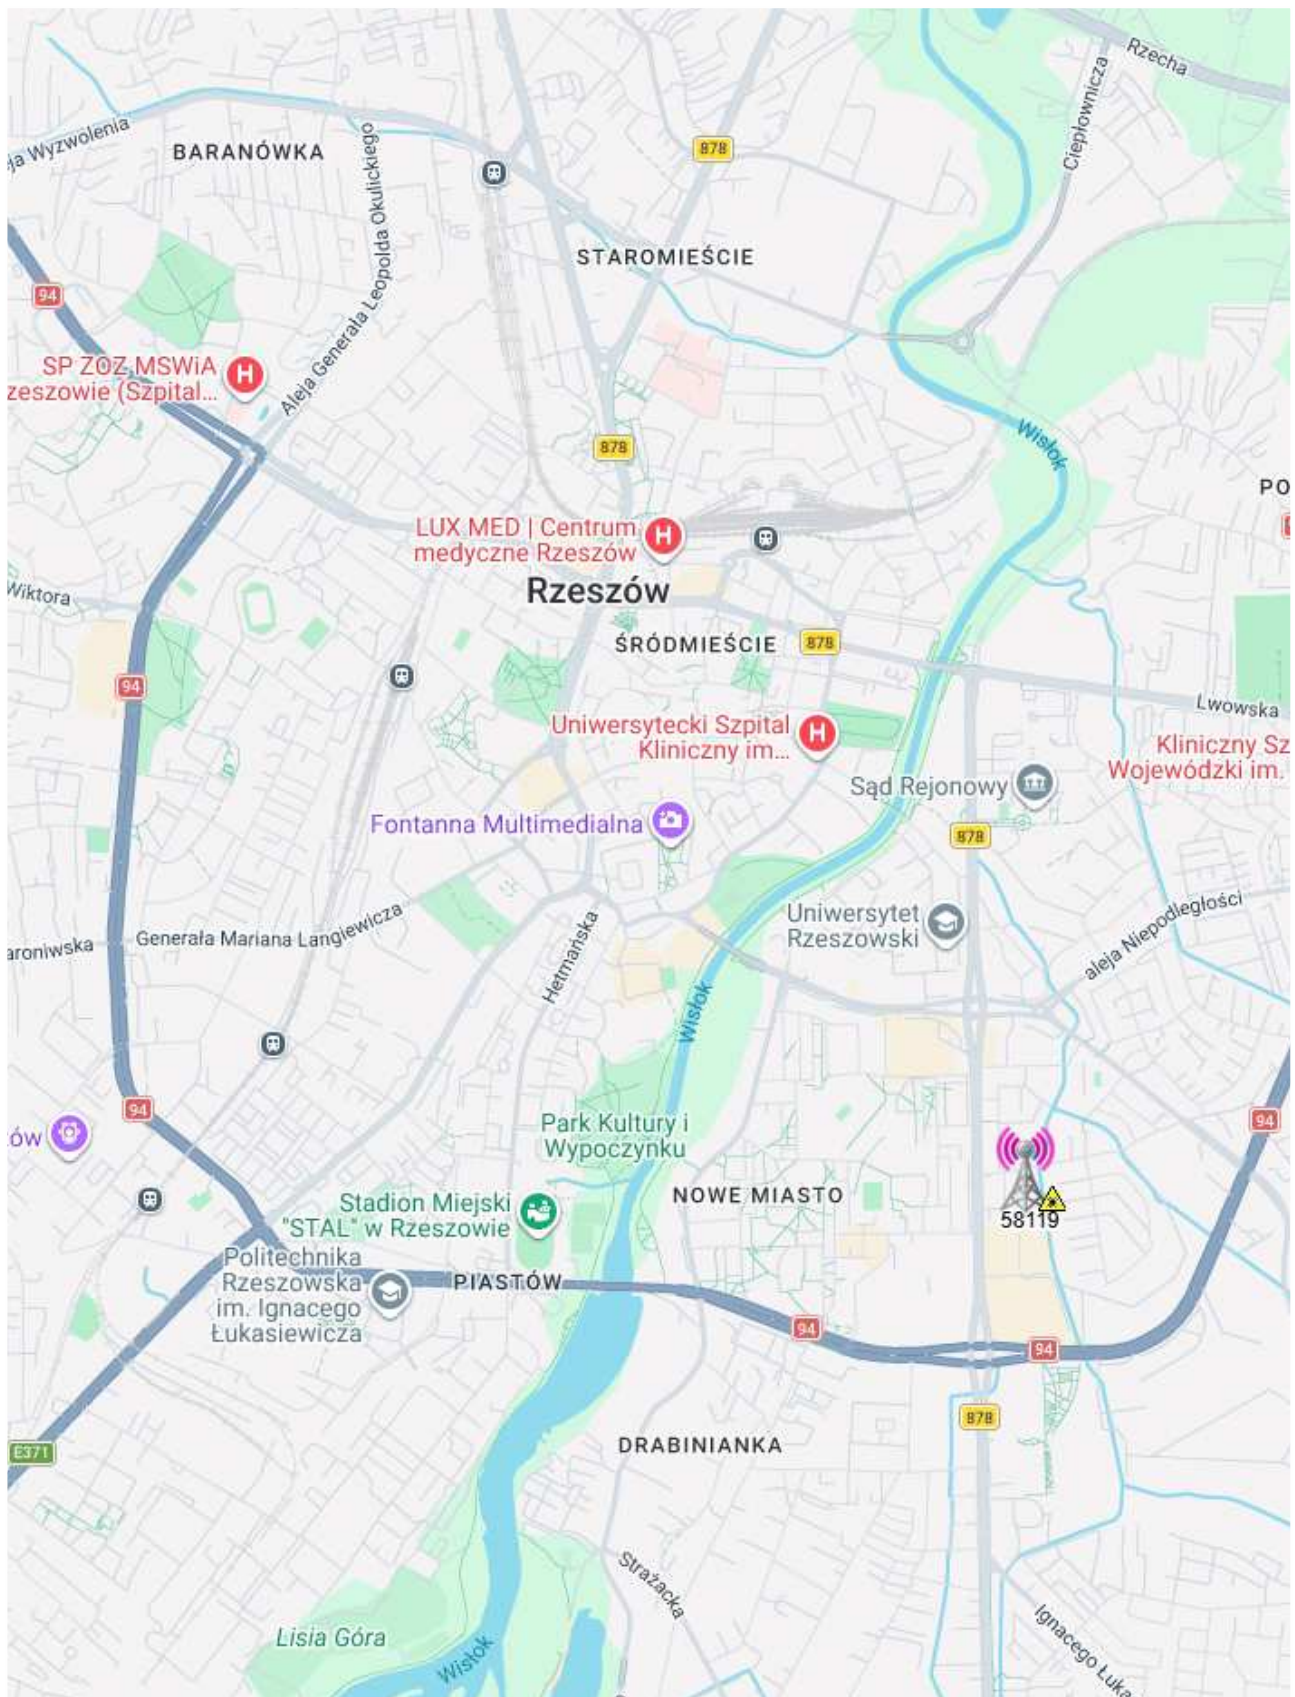 Rzecha
Ciepłownicza
ja Wyzwolenia
BARANÓWKA
878
Aleja Generała Leopolda Okulickiego
STAROMIEŚCIE
94
SP ZOZ MSWiA
zeszowie (Szpital...
H
Wisłok
878
PO
LUX MED | Centrum
medyczne Rzeszów
H
Rzeszów
Wiktora
ŚRÓDMIEŚCIE
878
94
Lwowska
Uniwersytecki Szpital
Kliniczny im...
H
Kliniczny Sz
Wojewódzki im.
Sąd Rejonowy
Fontanna Multimedialna
878
Uniwersytet
Rzeszowski
aleja Niepodległości
Generała Mariana Langiewicza
aroniwska
Hetmańska
Wisłok
94
94
ów
Park Kultury i
Wypoczynku
NOWE MIASTO
58119
Stadion Miejski
"STAL" w Rzeszowie
Politechnika
Rzeszowska
im. Ignacego
Łukasiewicza
PIASTÓW
94
94
878
DRABINIANKA
E371
Strażacka
Lisia Góra
Wisłok
Ignacego Łuka